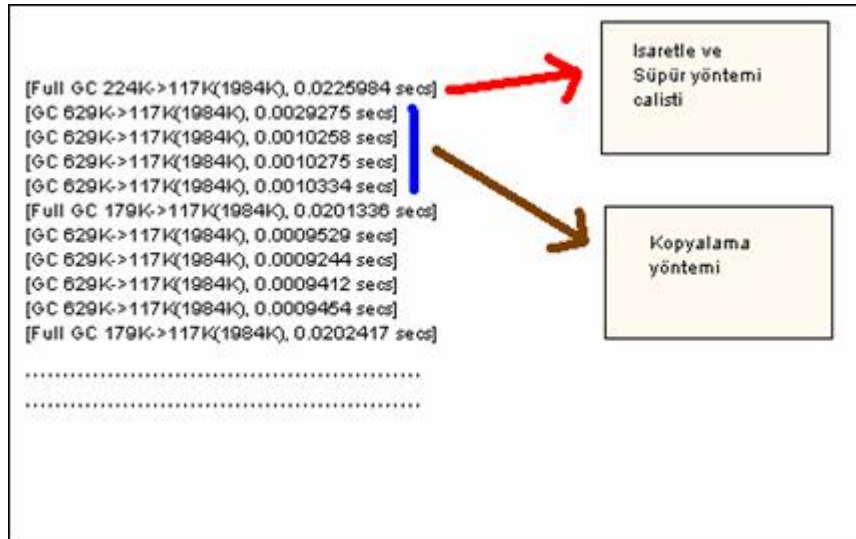 [Full GC 224K->117K(1984K), 0.0225984 secs]
[GC 629K->117K(1984K), 0.0029275 secs]
[GC 629K->117K(1984K), 0.0010258 secs]
[GC 629K->117K(1984K), 0.0010275 secs]
[GC 629K->117K(1984K), 0.0010334 secs]
[Full GC 179K->117K(1984K), 0.0201336 secs]
[GC 629K->117K(1984K), 0.0009529 secs]
[GC 629K->117K(1984K), 0.0009244 secs]
[GC 629K->117K(1984K), 0.0009412 secs]
[GC 629K->117K(1984K), 0.0009454 secs]
[Full GC 179K->117K(1984K), 0.0202417 secs]
......................................................
......................................................
Isaretle ve
Süpür yöntemi
calisti
Kopyalama
yöntemi